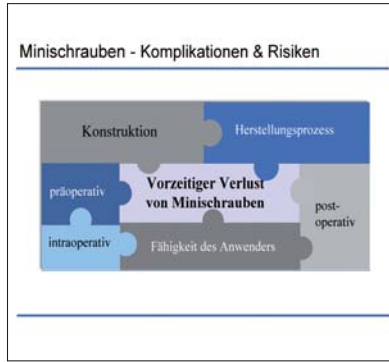 Minischrauben - Komplikationen & Risiken
Konstruktion
Herstellungsprozess
präoperativ
Vorzeitiger Verlust
von Minischrauben
post-
operativ
intraoperativ
Fähigkeit des Anwenders